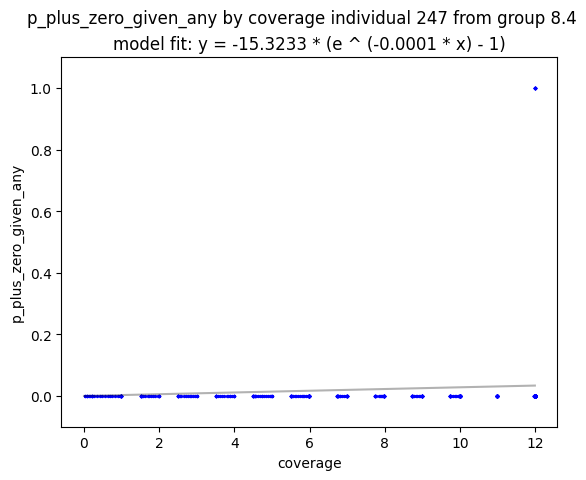 p_plus_zero_given_any by coverage individual 247 from group 8.4
model fit: y = -15.3233 * (e ^ (-0.0001 * x) - 1)
1.0
0.8
0.6
0.4
0.2
0.0
p_plus_zero_given_any
0 2 4 6 8 10 12
coverage